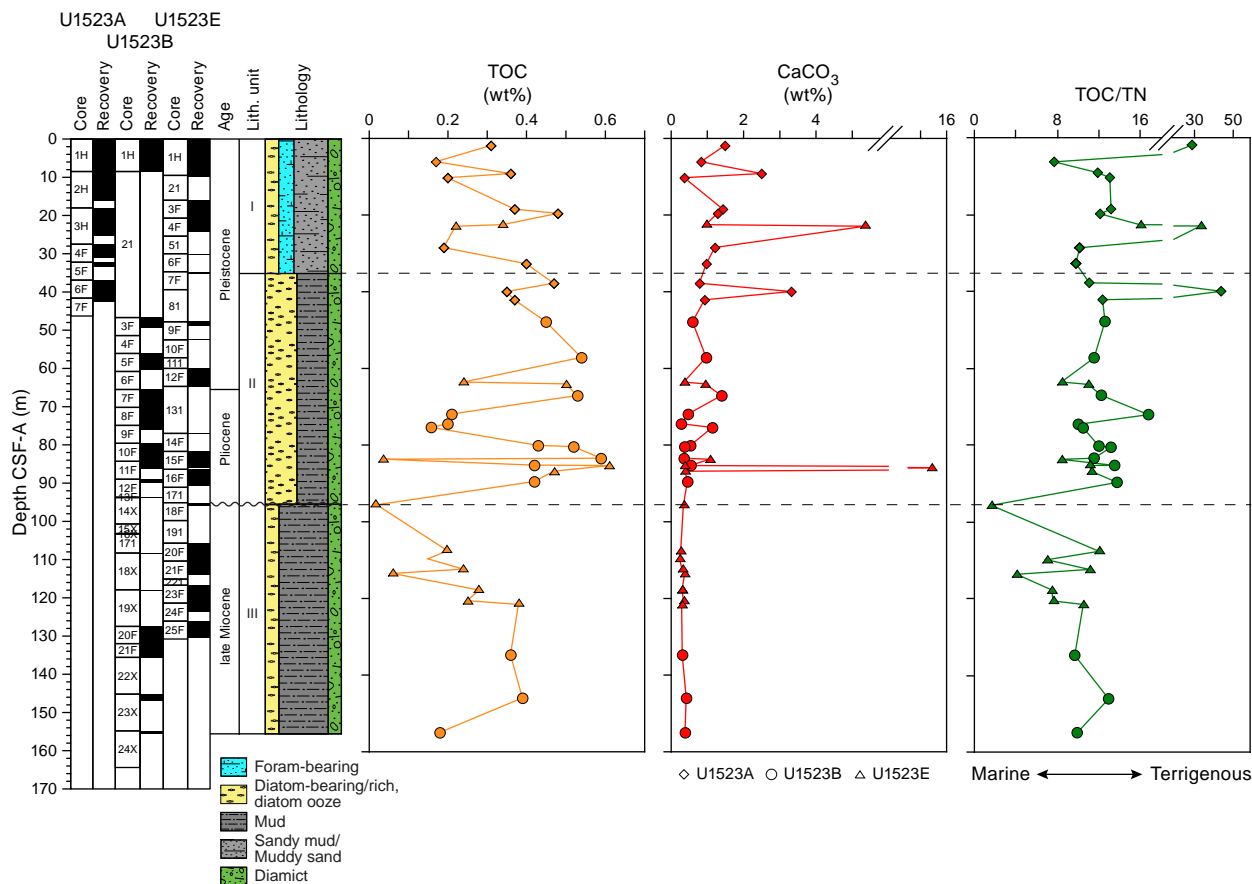 U1523A
U1523B
U1523E
Core
Recovery
Core
Recovery
Core
Recovery
Age
Lith. unit
Lithology
TOC
(wt%)
CaCO3
(wt%)
TOC/TN
0 0.2 0.4 0.6
0 2 4 6 16
8 16 30 50
Depth CSF-A (m)
0
10
20
30
40
50
60
70
80
90
100
110
120
130
140
150
160
170
1H
2H
3H
4F
5F
6F
7F
1H
21
3F
4F
5F
6F
7F
8F
9F
10F
11F
12F
13F
14X
15X
16X
171
18X
19X
20F
21F
22X
23X
24X
1H
21
3F
4F
51
6F
7F
81
9F
10F
111
12F
131
14F
15F
16F
171
18F
191
20F
21F
221
23F
24F
25F
Pleistocene
Pliocene
late Miocene
I
II
III
U1523A U1523B U1523E
Marine Terrigenous
Foram-bearing
Diatom-bearing/rich,
diatom ooze
Mud
Sandy mud/
Muddy sand
Diamict